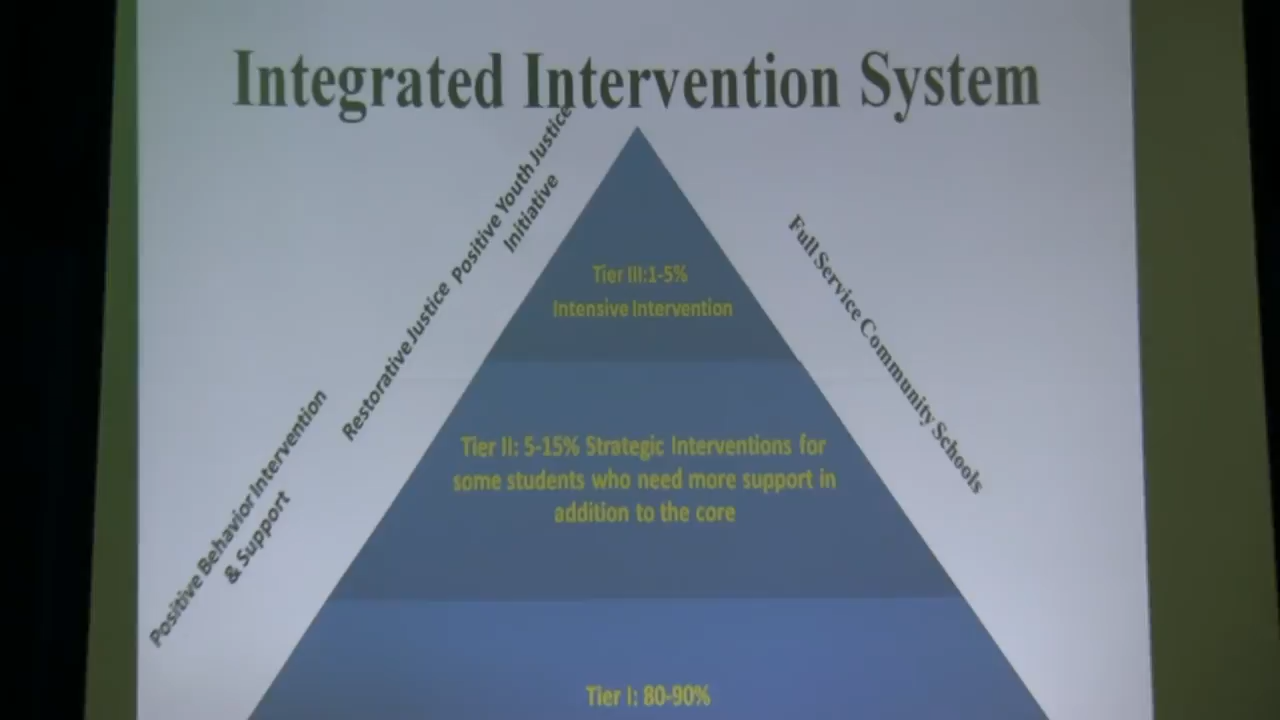 Integrated Intervention System
Positive Youth Justice
Initiative
Restorative Justice
Positive Behavior Intervention
& Support
Full Service Community Schools
Tier III:1-5%
Intensive Intervention
Tier II: 5-15% Strategic Interventions for
some students who need more support in
addition to the core
Tier I: 80-90%